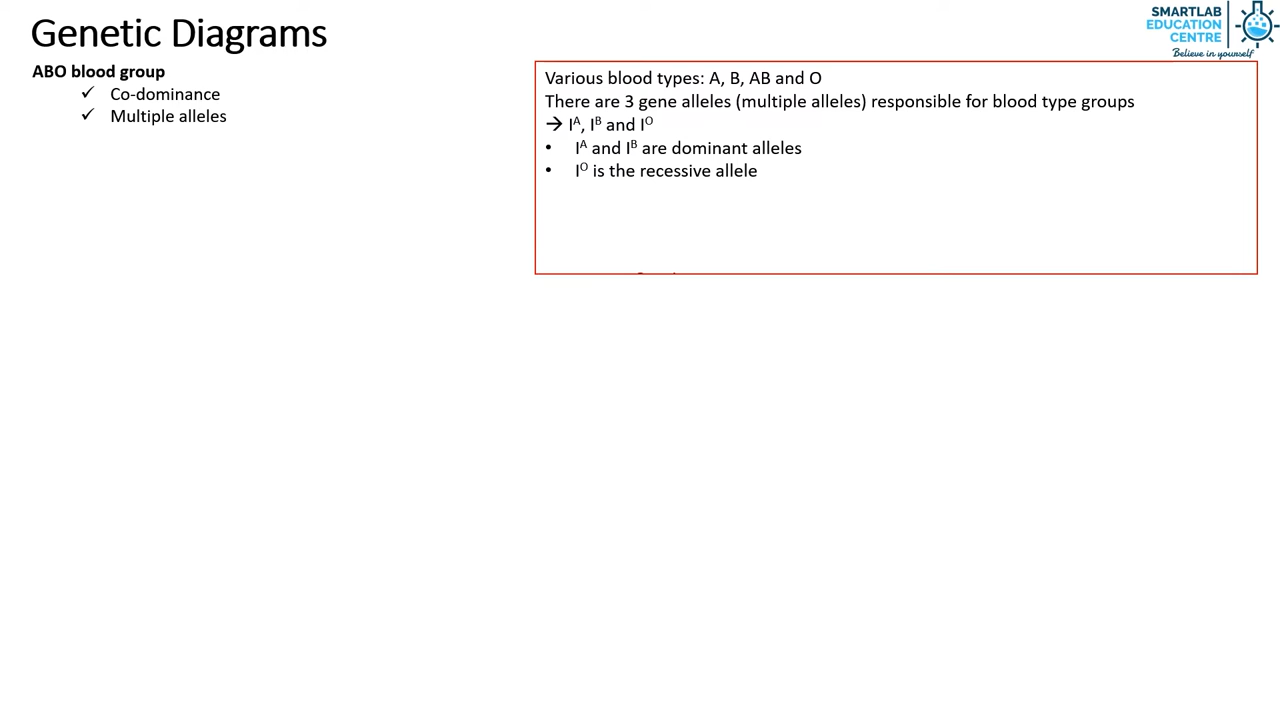 Genetic Diagrams
SMARTLAB
EDUCATION
CENTRE
Believe in yourself
ABO blood group
✓ Co-dominance
✓ Multiple alleles
Various blood types: A, B, AB and O
There are 3 gene alleles (multiple alleles) responsible for blood type groups
→ Iᴬ, Iᴮ and Iᴼ
• Iᴬ and Iᴮ are dominant alleles
• Iᴼ is the recessive allele